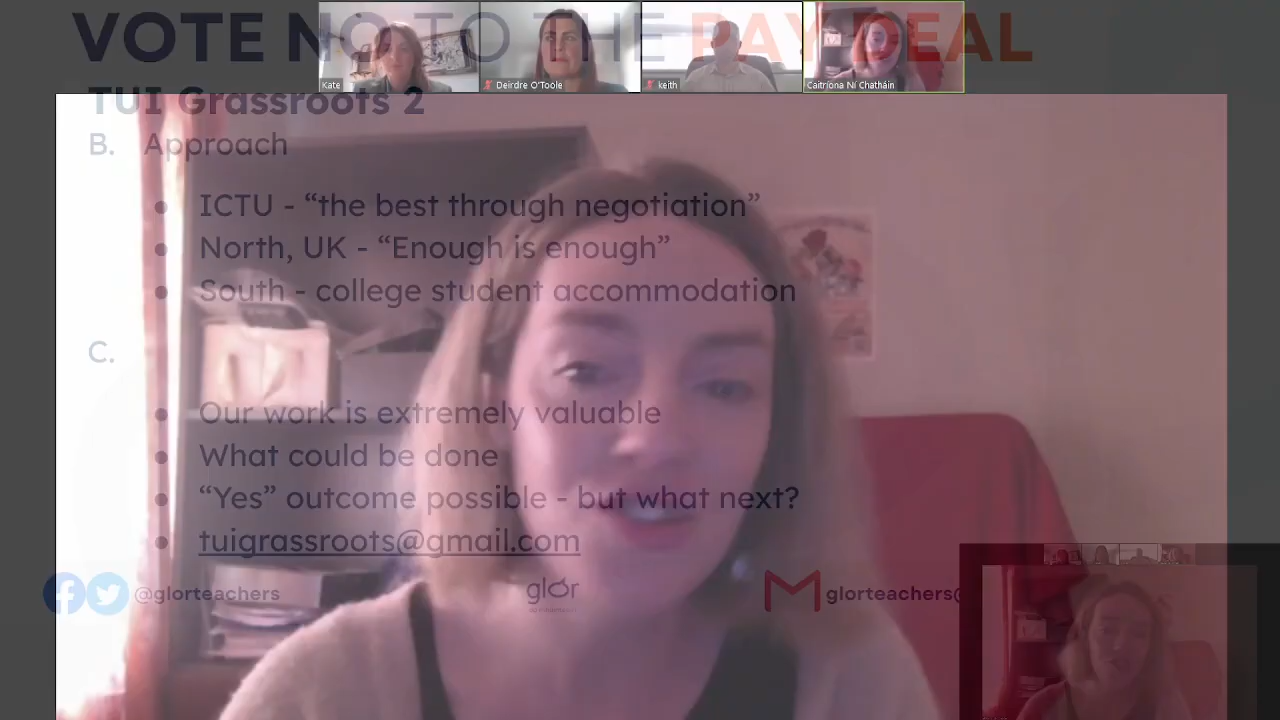 VOTE NO TO THE PAY DEAL
Kate
Deirdre O'Toole
keith
Caitríona Ní Chatháin
TUI Grassroots 2
B. Approach
• ICTU - “the best through negotiation”
• North, UK - “Enough is enough”
• South - college student accommodation
C.
• Our work is extremely valuable
• What could be done
• “Yes” outcome possible - but what next?
• tuigrassroots@gmail.com
@glorteachers
glór
glorteachers@